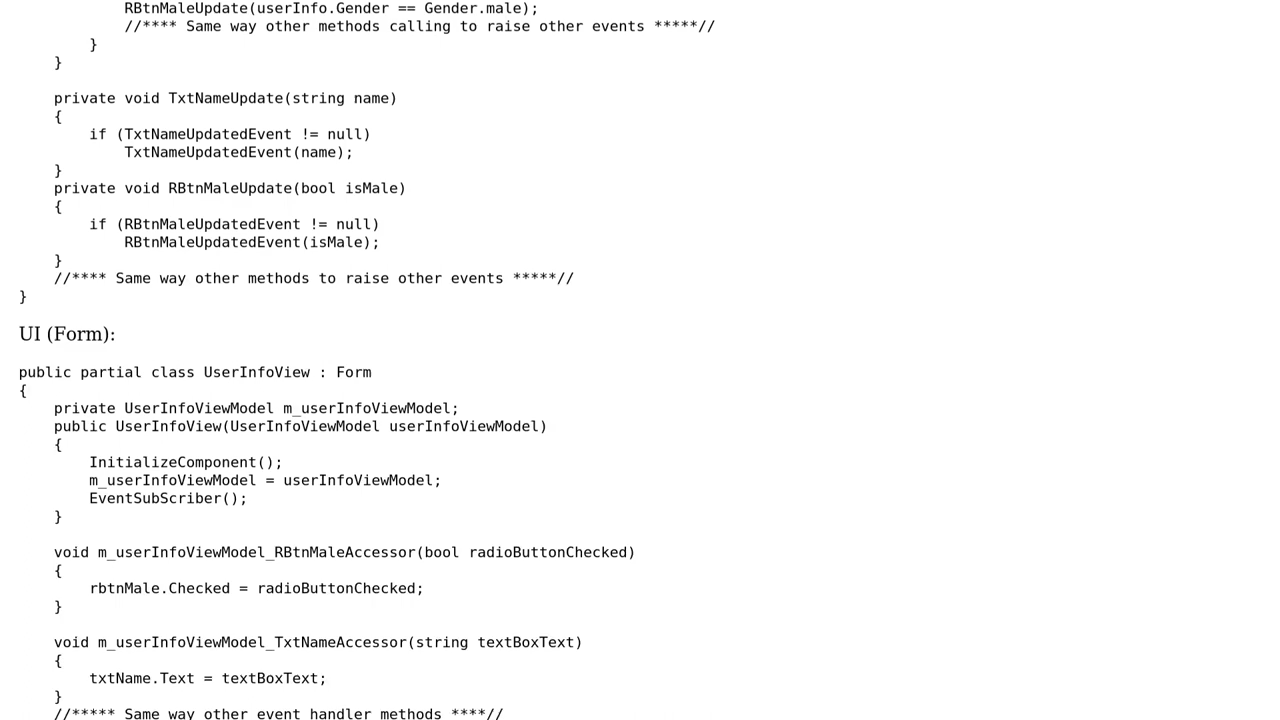 RBtnMaleUpdate(userInfo.Gender == Gender.male);
            //**** Same way other methods calling to raise other events *****//
        }
    }
    private void TxtNameUpdate(string name)
    {
        if (TxtNameUpdatedEvent != null)
            TxtNameUpdatedEvent(name);
    }
    private void RBtnMaleUpdate(bool isMale)
    {
        if (RBtnMaleUpdatedEvent != null)
            RBtnMaleUpdatedEvent(isMale);
    }
    //**** Same way other methods to raise other events *****//
}
UI (Form):
public partial class UserInfoView : Form
{
    private UserInfoViewModel m_userInfoViewModel;
    public UserInfoView(UserInfoViewModel userInfoViewModel)
    {
        InitializeComponent();
        m_userInfoViewModel = userInfoViewModel;
        EventSubScriber();
    }
    void m_userInfoViewModel_RBtnMaleAccessor(bool radioButtonChecked)
    {
        rbtnMale.Checked = radioButtonChecked;
    }
    void m_userInfoViewModel_TxtNameAccessor(string textBoxText)
    {
        txtName.Text = textBoxText;
    }
    //***** Same way other event handler methods ****//